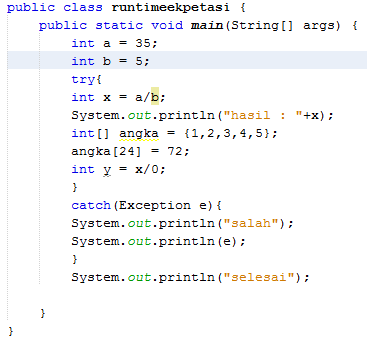 public class runtimeekpetasi {
public static void main(String[] args) {
int a = 35;
int b = 5;
try{
int x = a/b;
System.out.println("hasil : "+x);
int[] angka = {1,2,3,4,5};
angka[24] = 72;
int y = x/0;
}
catch(Exception e){
System.out.println("salah");
System.out.println(e);
}
System.out.println("selesai");
}
}